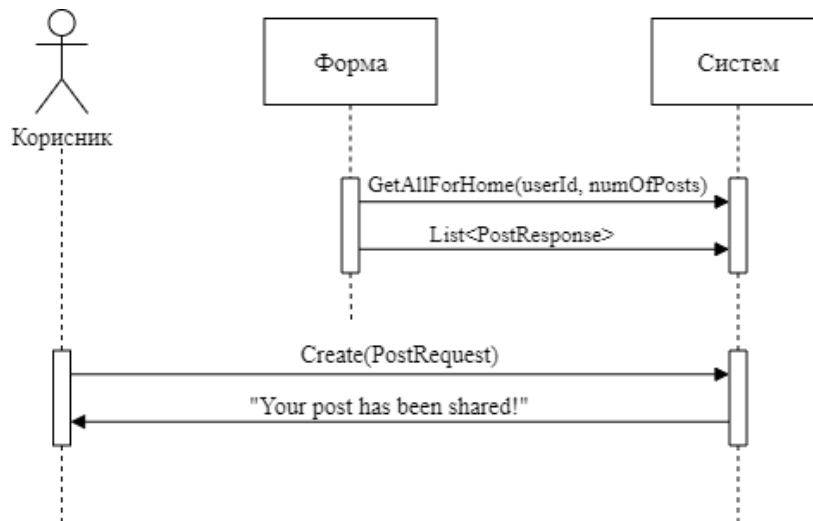 Форма
Систем
Корисник
GetAllForHome(userId, numOfPosts)
List<PostResponse>
Create(PostRequest)
"Your post has been shared!"